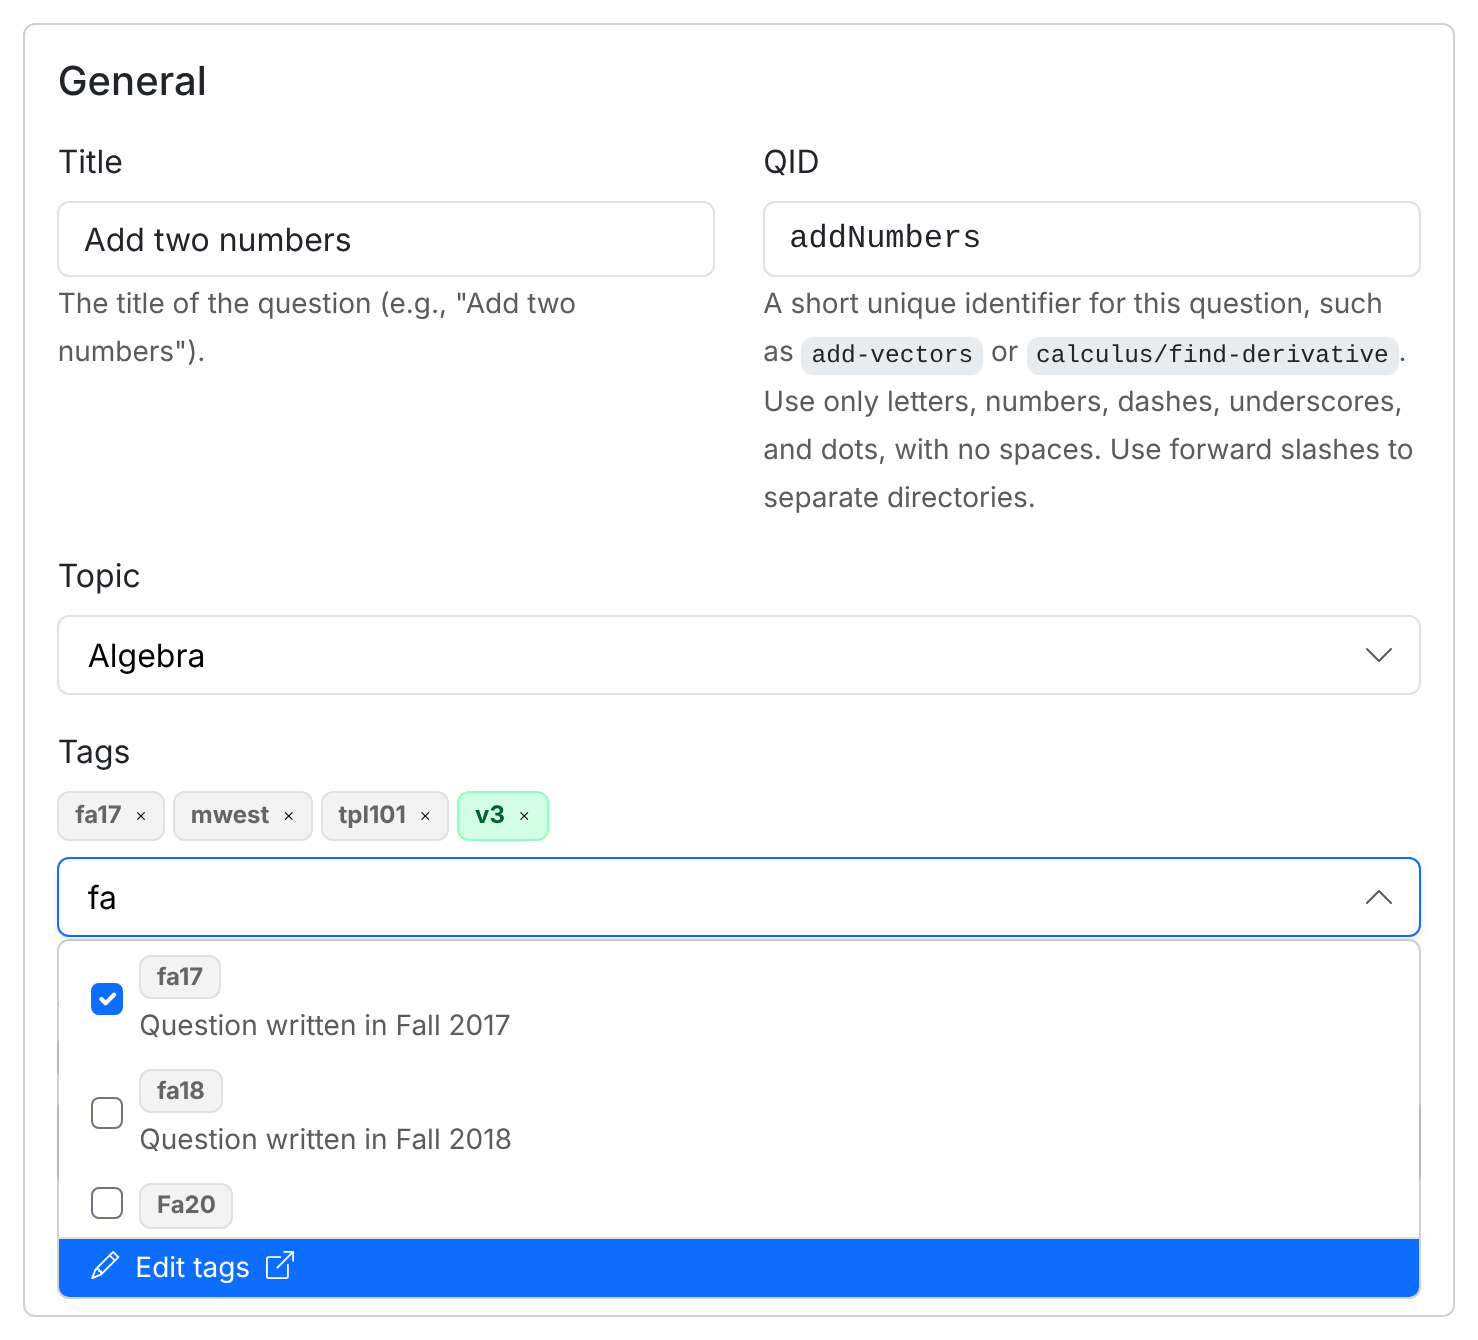 General
Title
Add two numbers
The title of the question (e.g., "Add two
numbers").
QID
addNumbers
A short unique identifier for this question, such
as add-vectors or calculus/find-derivative.
Use only letters, numbers, dashes, underscores,
and dots, with no spaces. Use forward slashes to
separate directories.
Topic
Algebra
Tags
fa17 × mwest × tpl101 × v3 ×
fa
fa17
Question written in Fall 2017
fa18
Question written in Fall 2018
Fa20
Edit tags